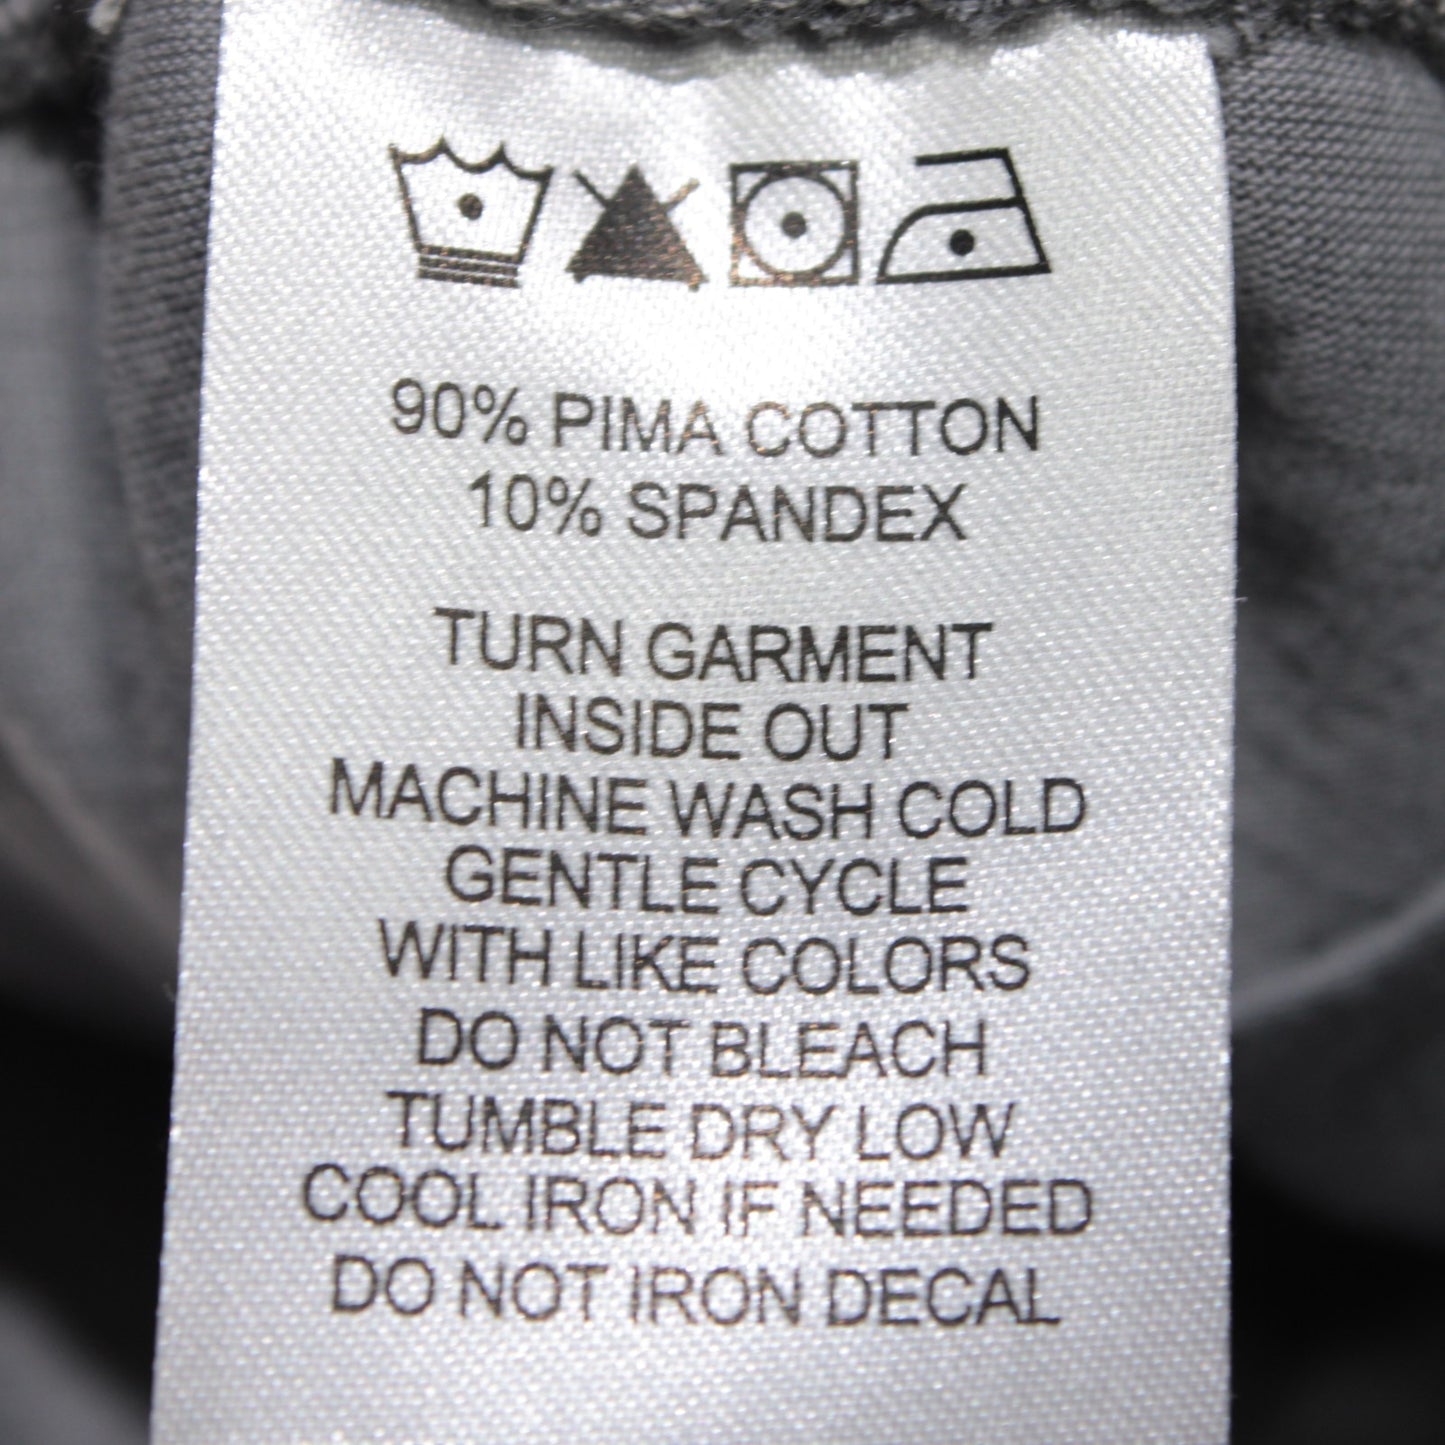 90% PIMA COTTON
10% SPANDEX
TURN GARMENT
INSIDE OUT
MACHINE WASH COLD
GENTLE CYCLE
WITH LIKE COLORS
DO NOT BLEACH
TUMBLE DRY LOW
COOL IRON IF NEEDED
DO NOT IRON DECAL